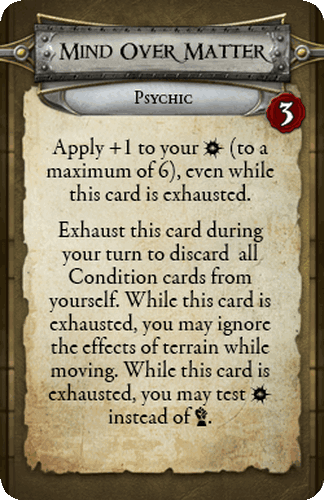 MIND OVER MATTER
PSYCHIC
3
Apply +1 to your (to a
maximum of 6), even while
this card is exhausted.
Exhaust this card during
your turn to discard all
Condition cards from
yourself. While this card is
exhausted, you may ignore
the effects of terrain while
moving. While this card is
exhausted, you may test
instead of .